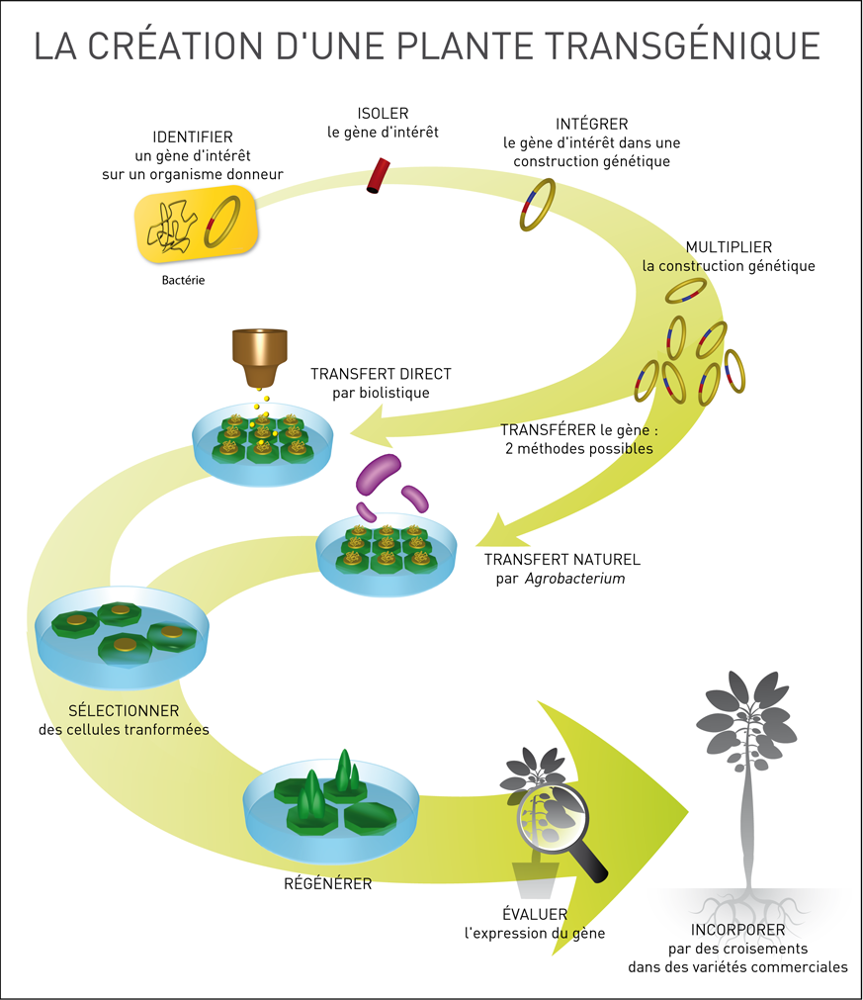 LA CRÉATION D'UNE PLANTE TRANSGÉNIQUE
IDENTIFIER
un gène d'intérêt
sur un organisme donneur
Bactérie
ISOLER
le gène d'intérêt
INTÉGRER
le gène d'intérêt dans une
construction génétique
MULTIPLIER
la construction génétique
TRANSFERT DIRECT
par biolistique
TRANSFÉRER le gène :
2 méthodes possibles
TRANSFERT NATUREL
par Agrobacterium
SÉLECTIONNER
des cellules tranformées
RÉGÉNÉRER
ÉVALUER
l'expression du gène
INCORPORER
par des croisements
dans des variétés commerciales